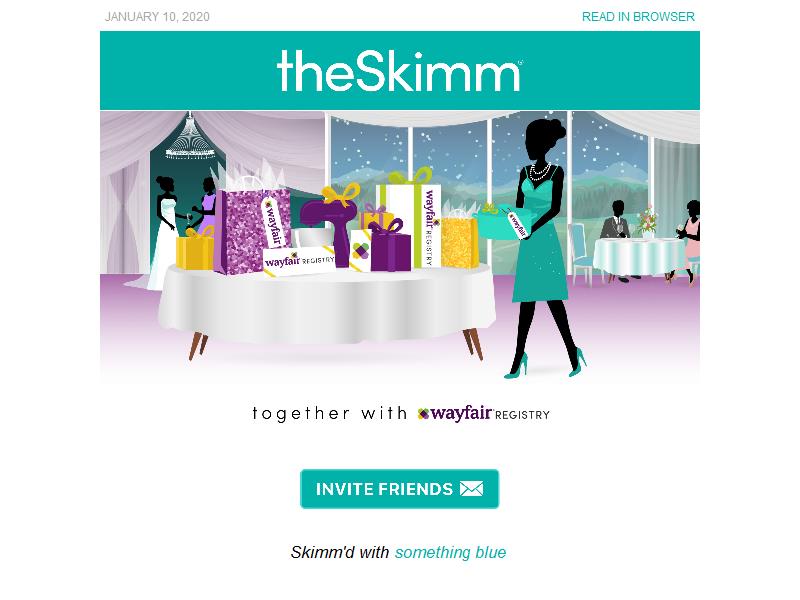 JANUARY 10, 2020 READ IN BROWSER
theSkimm®
wayfair
wayfair REGISTRY
wayfair REGISTRY
wayfair
together with wayfair REGISTRY
INVITE FRIENDS
Skimm'd with something blue